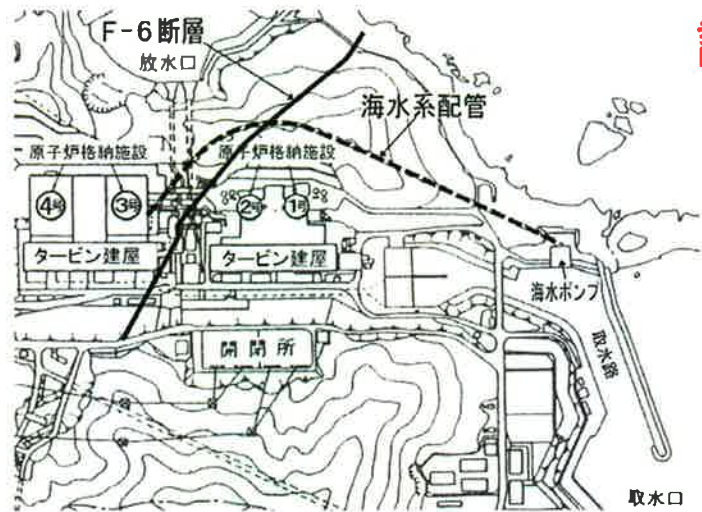 F-6断層
放水口
海水系配管
原子炉格納施設
原子炉格納施設
4号
3号
2号
1号
タービン建屋
タービン建屋
海水ポンプ
開閉所
取水路
取水口